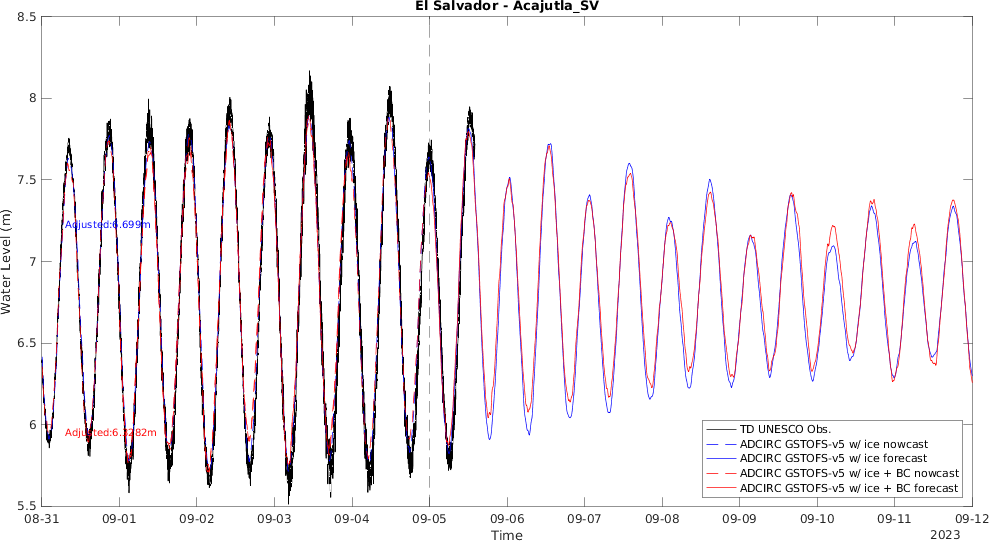 El Salvador - Acajutla_SV
8.5
8
7.5
7
6.5
6
5.5
Water Level (m)
Adjusted:6.699m
Adjusted:6.3282m
TD UNESCO Obs.
ADCIRC GSTOFS-v5 w/ ice nowcast
ADCIRC GSTOFS-v5 w/ ice forecast
ADCIRC GSTOFS-v5 w/ ice + BC nowcast
ADCIRC GSTOFS-v5 w/ ice + BC forecast
08-31 09-01 09-02 09-03 09-04 09-05 09-06 09-07 09-08 09-09 09-10 09-11 09-12
Time
2023